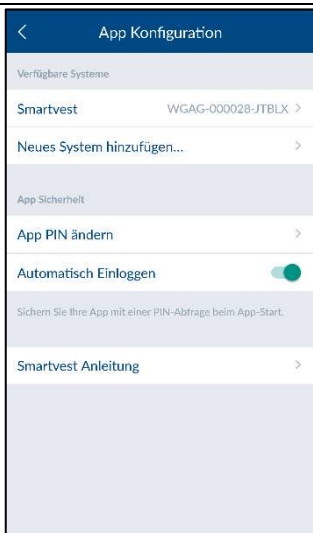 App Konfiguration
Verfügbare Systeme
Smartvest WGAG-000028-JTBLX
Neues System hinzufügen...
App Sicherheit
App PIN ändern
Automatisch Einloggen
Sichern Sie Ihre App mit einer PIN-Abfrage beim App-Start.
Smartvest Anleitung